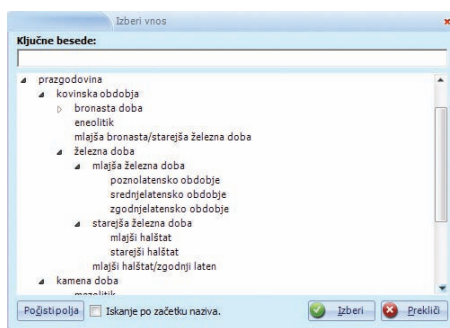 Izberi vnos
Ključne besede:
prazgodovina
kovinska obdobja
bronasta doba
eneolitik
mlajša bronasta/starejša železna doba
železna doba
mlajša železna doba
poznolatensko obdobje
srednjelatensko obdobje
zgodnjelatensko obdobje
starejša železna doba
mlajši halštat
starejši halštat
mlajši halštat/zgodnji laten
kamena doba
mezolitik
Počisti polja Iskanje po začetku naziva. Izberi Prekliči